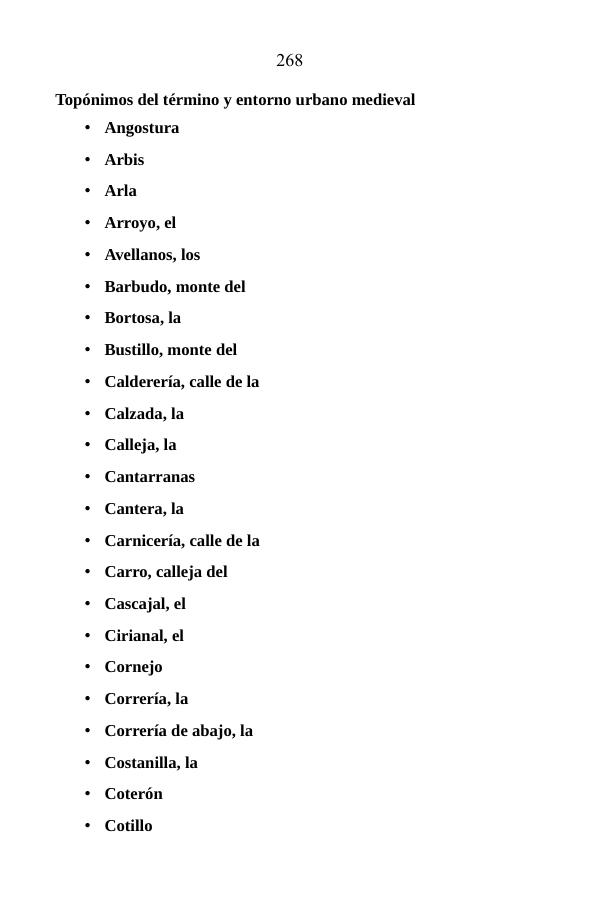 268
Topónimos del término y entorno urbano medieval
• Angostura
• Arbis
• Arla
• Arroyo, el
• Avellanos, los
• Barbudo, monte del
• Bortosa, la
• Bustillo, monte del
• Calderería, calle de la
• Calzada, la
• Calleja, la
• Cantarranas
• Cantera, la
• Carnicería, calle de la
• Carro, calleja del
• Cascajal, el
• Cirianal, el
• Cornejo
• Correría, la
• Correría de abajo, la
• Costanilla, la
• Coterón
• Cotillo